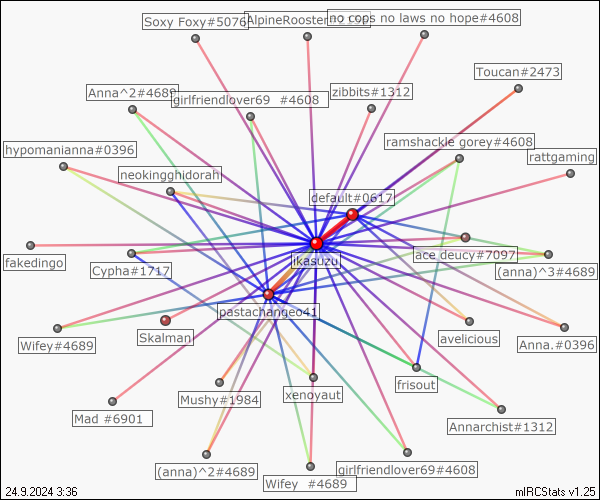 Soxy Foxy#5076
AlpineRooster
no cops no laws no hope#4608
Toucan#2473
Anna^2#4689
girlfriendlover69 #4608
zibbits#1312
hypomanianna#0396
ramshackle gorey#4608
rattgaming
neokingghidorah
default#0617
fakedingo
Cypha#1717
ikasuzu
ace deucy#7097
(anna)^3#4689
pastachangeo41
Wifey#4689
Skalman
avelicious
Anna.#0396
Mushy#1984
xenoyaut
frisout
Mad #6901
Annarchist#1312
(anna)^2#4689
Wifey #4689
girlfriendlover69#4608
24.9.2024 3:36
mIRCStats v1.25